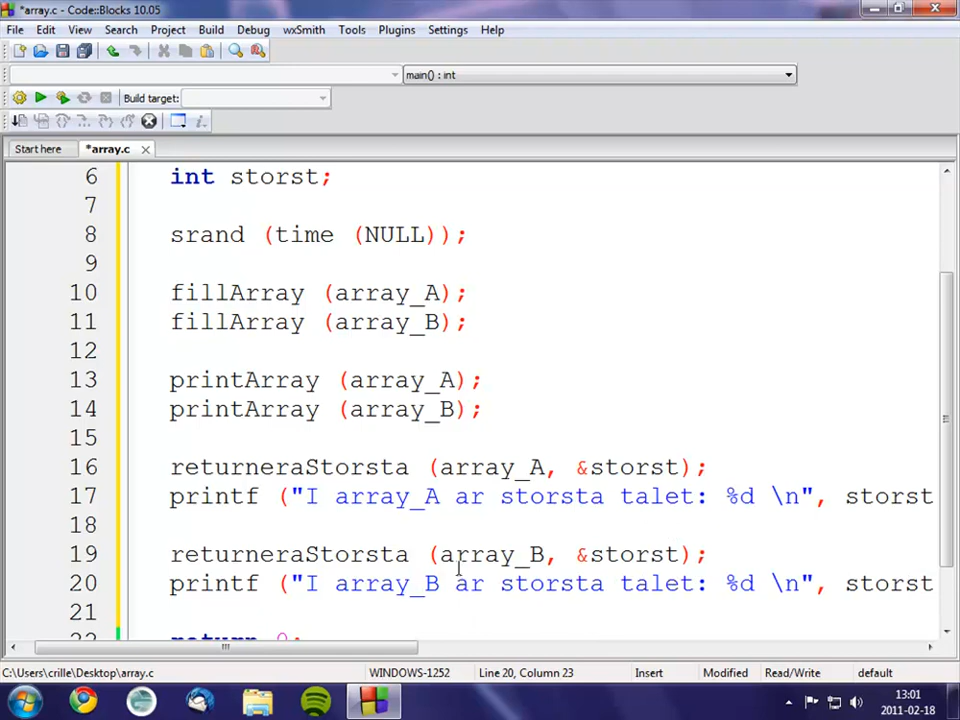 *array.c - Code::Blocks 10.05
File Edit View Search Project Build Debug wxSmith Tools Plugins Settings Help
main() : int
Build target:
Start here *array.c
6 int storst;
7
8 srand (time (NULL));
9
10 fillArray (array_A);
11 fillArray (array_B);
12
13 printArray (array_A);
14 printArray (array_B);
15
16 returneraStorsta (array_A, &storst);
17 printf ("I array_A ar storsta talet: %d \n", storst
18
19 returneraStorsta (array_B, &storst);
20 printf ("I array_B ar storsta talet: %d \n", storst
21
22 return 0;
C:\Users\crille\Desktop\array.c WINDOWS-1252 Line 20, Column 23 Insert Modified Read/Write default
13:01
2011-02-18